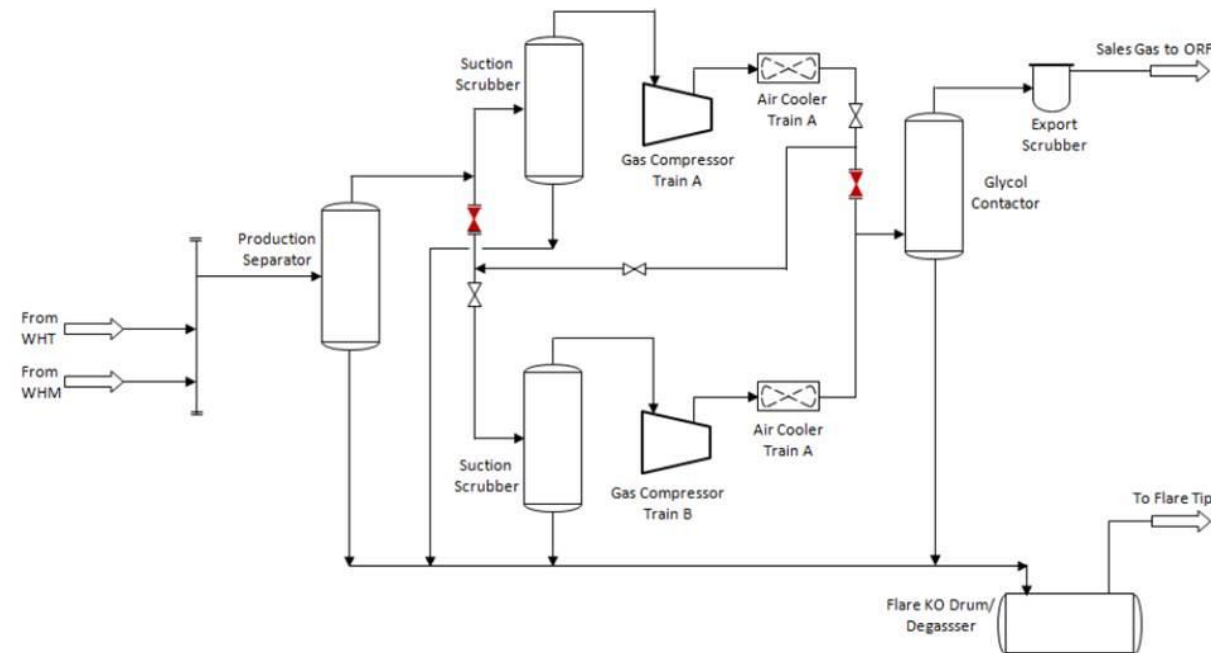 Sales Gas to ORF
Suction
Scrubber
Air Cooler
Train A
Export
Scrubber
Gas Compressor
Train A
Glycol
Contactor
Production
Separator
From
WHT
From
WHM
Air Cooler
Train A
Suction
Scrubber
Gas Compressor
Train B
To Flare Tip
Flare KO Drum/
Degassser